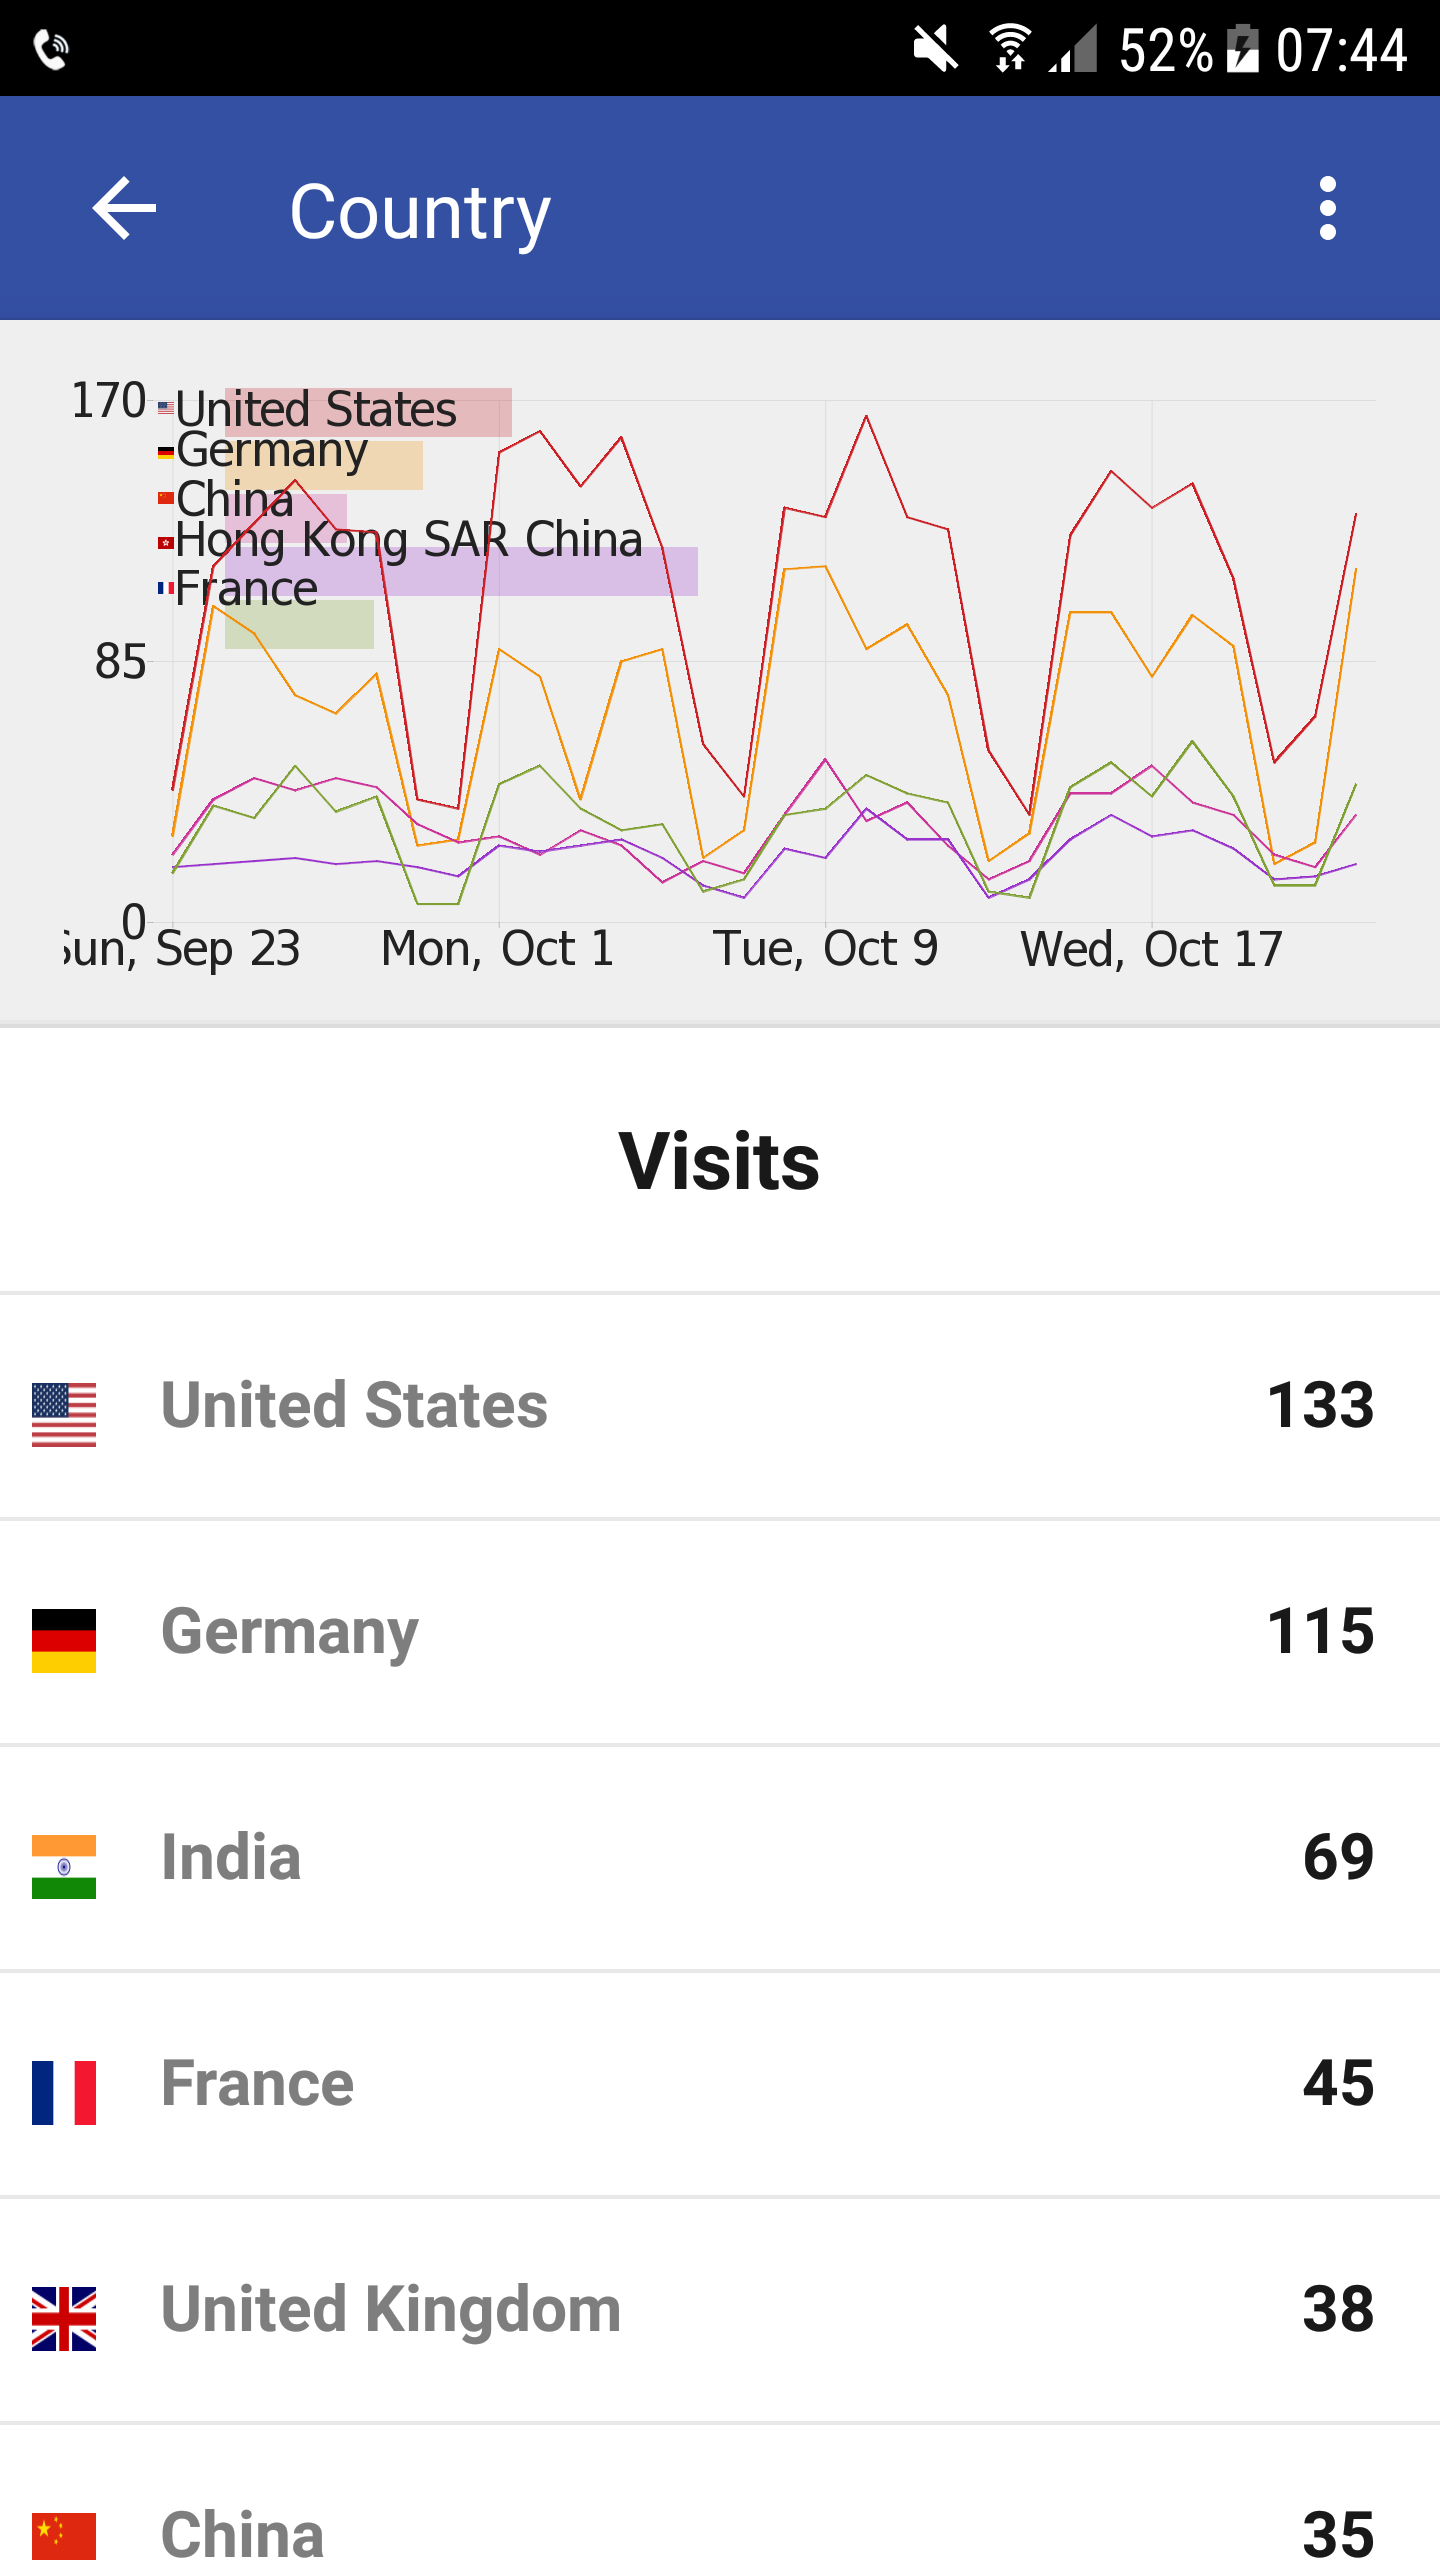 52% 07:44
Country
170
United States
Germany
China
Hong Kong SAR China
France
85
0
Sun, Sep 23 Mon, Oct 1 Tue, Oct 9 Wed, Oct 17
Visits
United States 133
Germany 115
India 69
France 45
United Kingdom 38
China 35